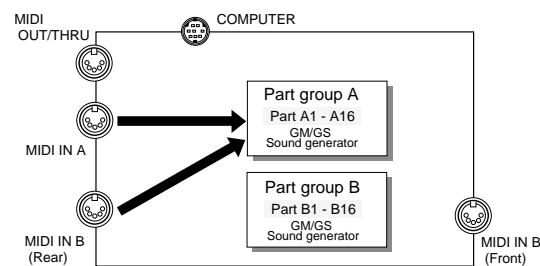 MIDI
OUT/THRU
COMPUTER
Part group A
Part A1 - A16
GM/GS
Sound generator
MIDI IN A
Part group B
Part B1 - B16
GM/GS
Sound generator
MIDI IN B
(Rear)
MIDI IN B
(Front)